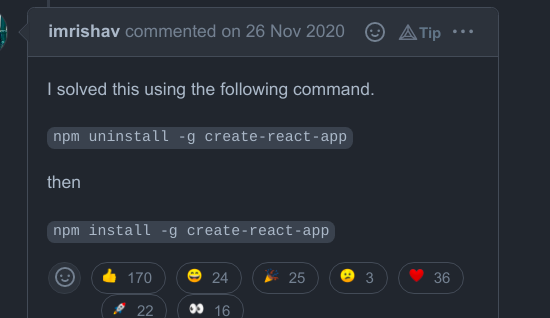 imrishav commented on 26 Nov 2020 Tip
I solved this using the following command.
npm uninstall -g create-react-app
then
npm install -g create-react-app
👍 170 😄 24 🎉 25 😕 3 ❤️ 36
🚀 22 👀 16